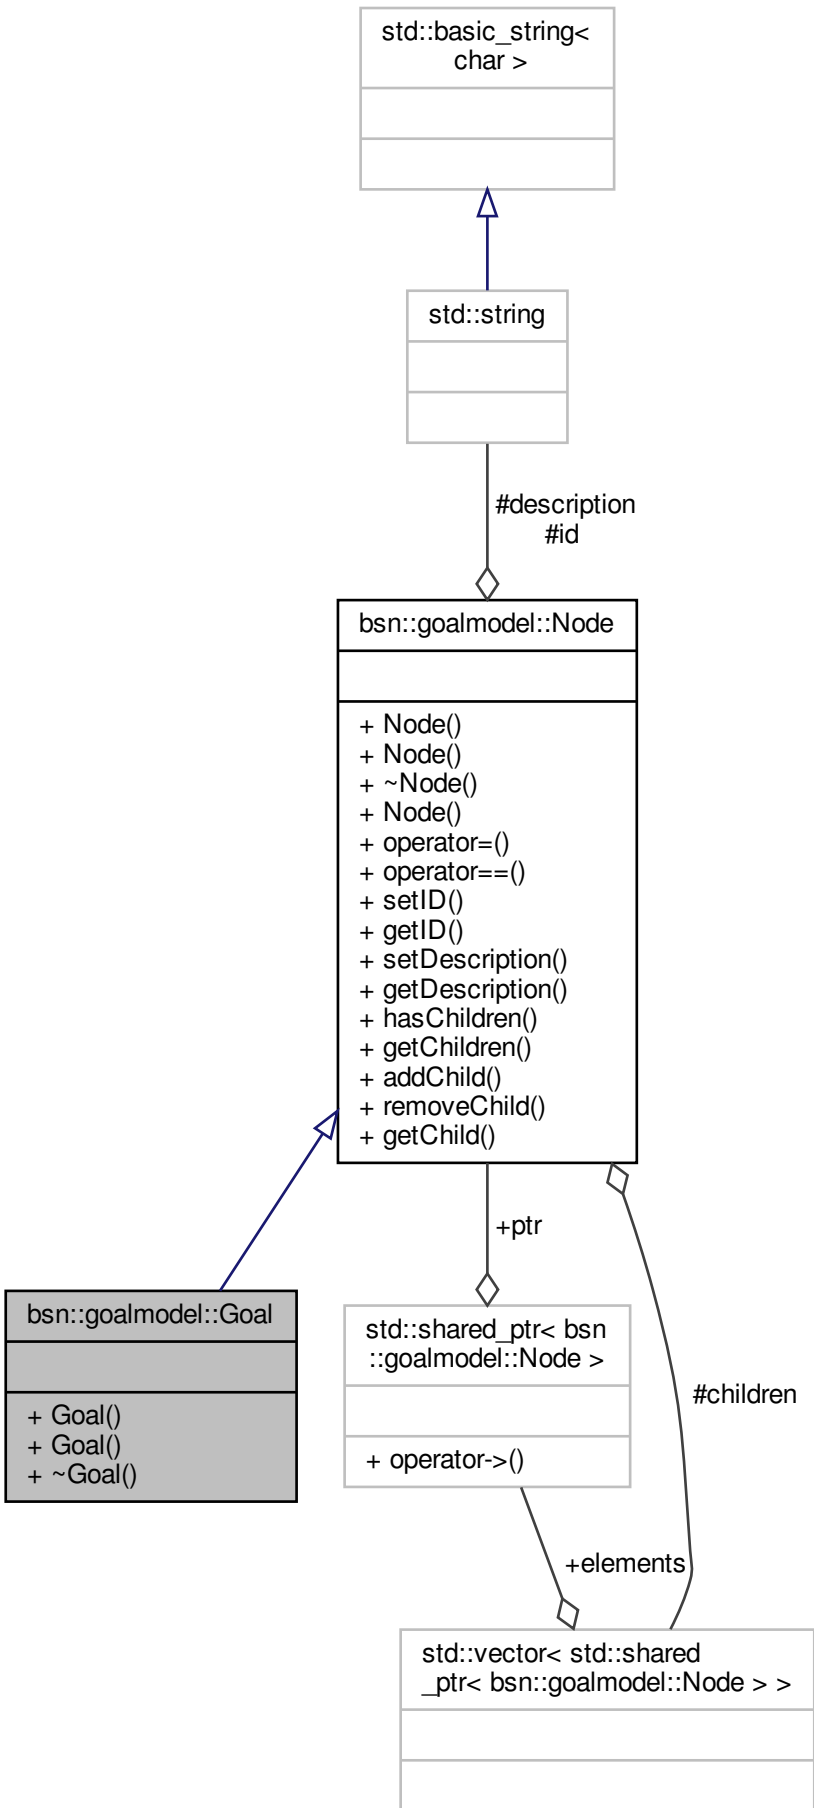 std::basic_string<
char >
std::string
#description
#id
bsn::goalmodel::Node
+ Node()
+ Node()
+ ~Node()
+ Node()
+ operator=()
+ operator==()
+ setID()
+ getID()
+ setDescription()
+ getDescription()
+ hasChildren()
+ getChildren()
+ addChild()
+ removeChild()
+ getChild()
+ptr
bsn::goalmodel::Goal
+ Goal()
+ Goal()
+ ~Goal()
std::shared_ptr< bsn
::goalmodel::Node >
+ operator->()
#children
+elements
std::vector< std::shared
_ptr< bsn::goalmodel::Node > >